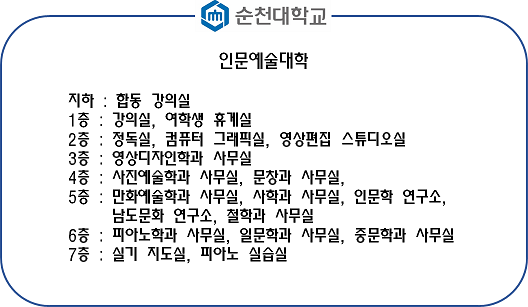 순천대학교
인문예술대학
지하 : 합동 강의실
1층 : 강의실, 여학생 휴게실
2층 : 정독실, 컴퓨터 그래픽실, 영상편집 스튜디오실
3층 : 영상디자인학과 사무실
4층 : 사진예술학과 사무실, 문창과 사무실,
5층 : 만화예술학과 사무실, 사학과 사무실, 인문학 연구소,
남도문화 연구소, 철학과 사무실
6층 : 피아노학과 사무실, 일문학과 사무실, 중문학과 사무실
7층 : 실기 지도실, 피아노 실습실